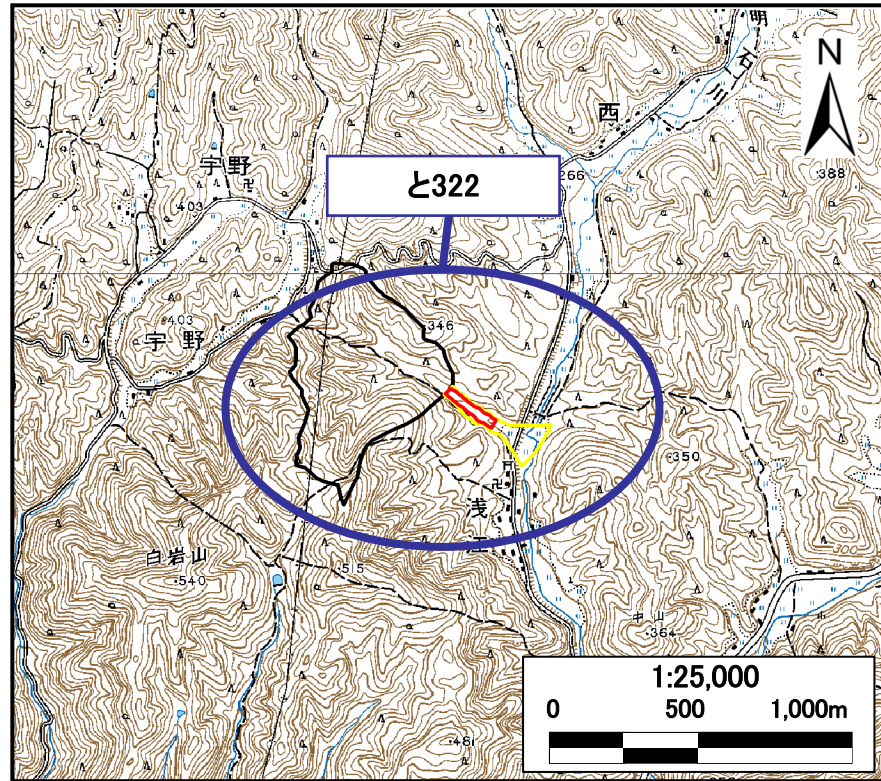 明
石
川
N
西
宇野
と322
266
・388
・403
・403
・346
宇野
・350
浅
江
白岩山
・540
・515
300
中山
・364
・481
1:25,000
0 500 1,000m